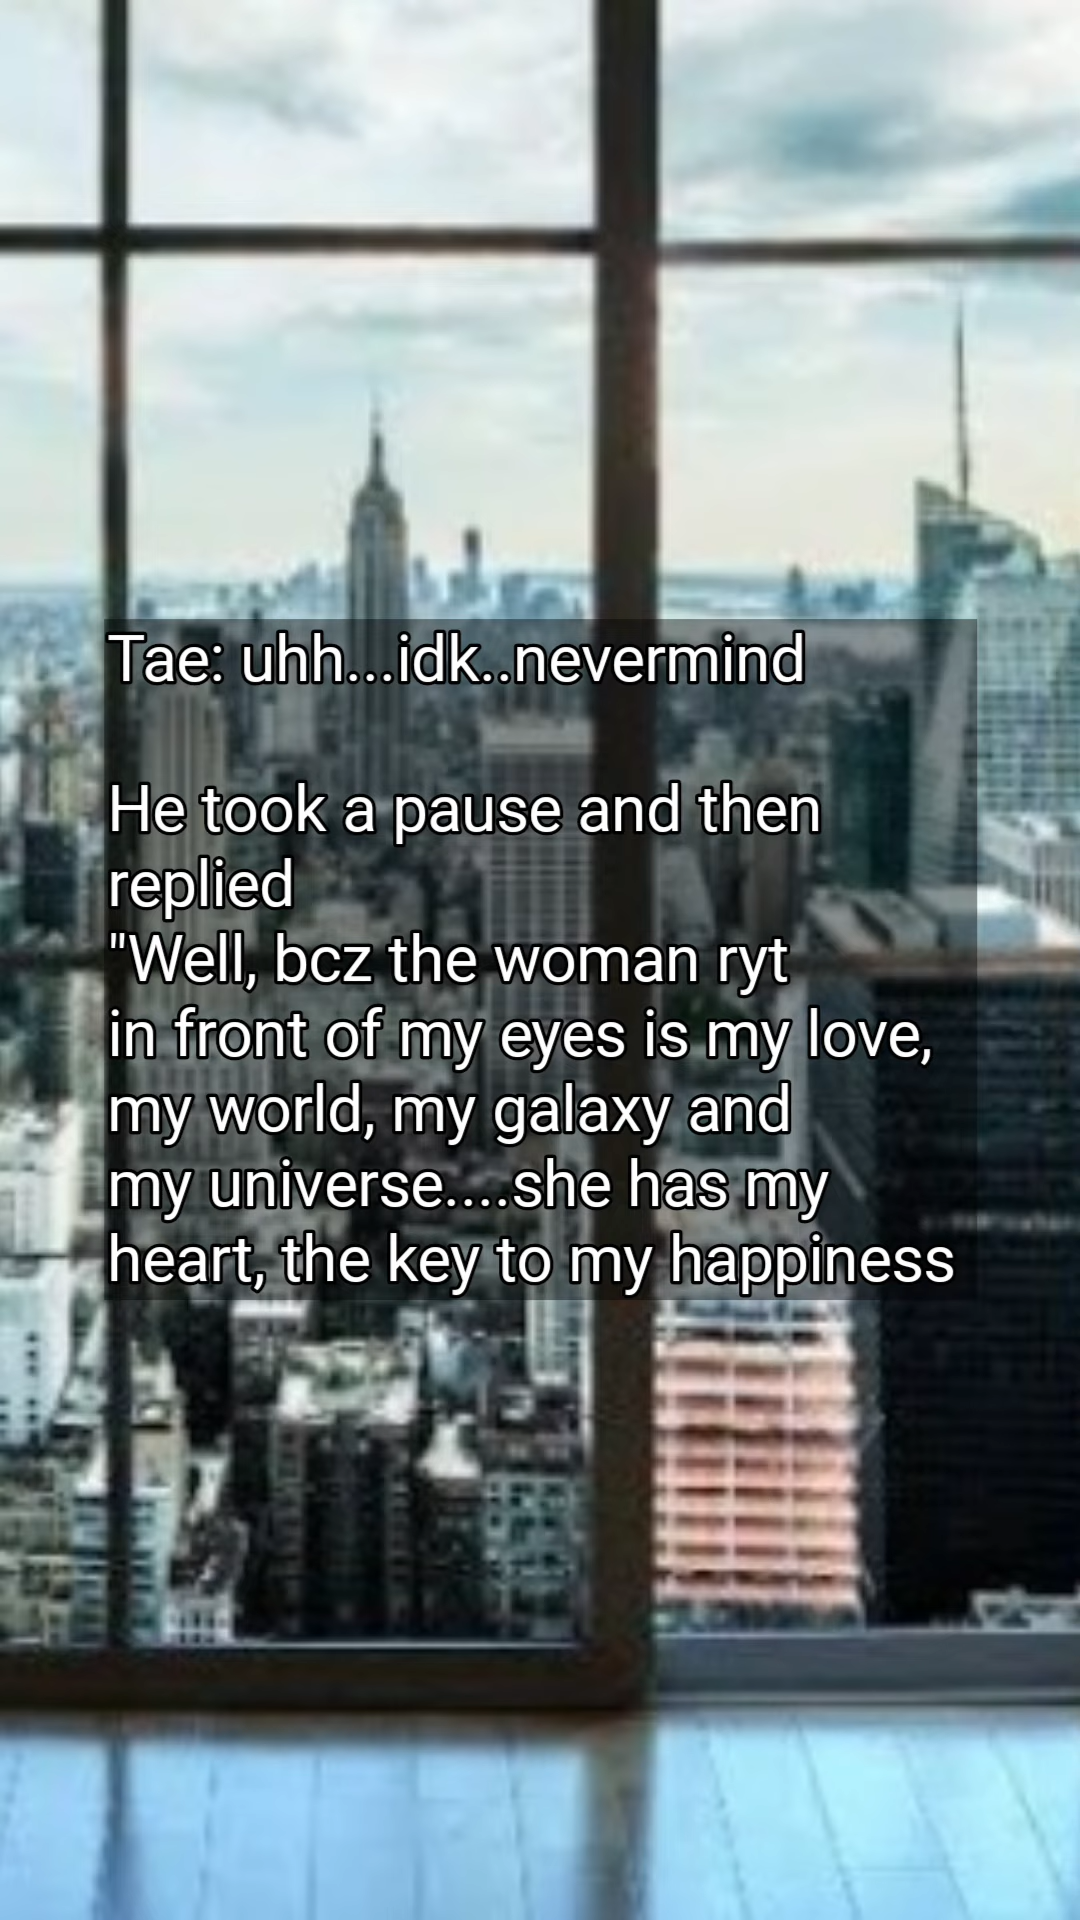 Tae: uhh...idk..nevermind
He took a pause and then
replied
"Well, bcz the woman ryt
in front of my eyes is my love,
my world, my galaxy and
my universe....she has my
heart, the key to my happiness